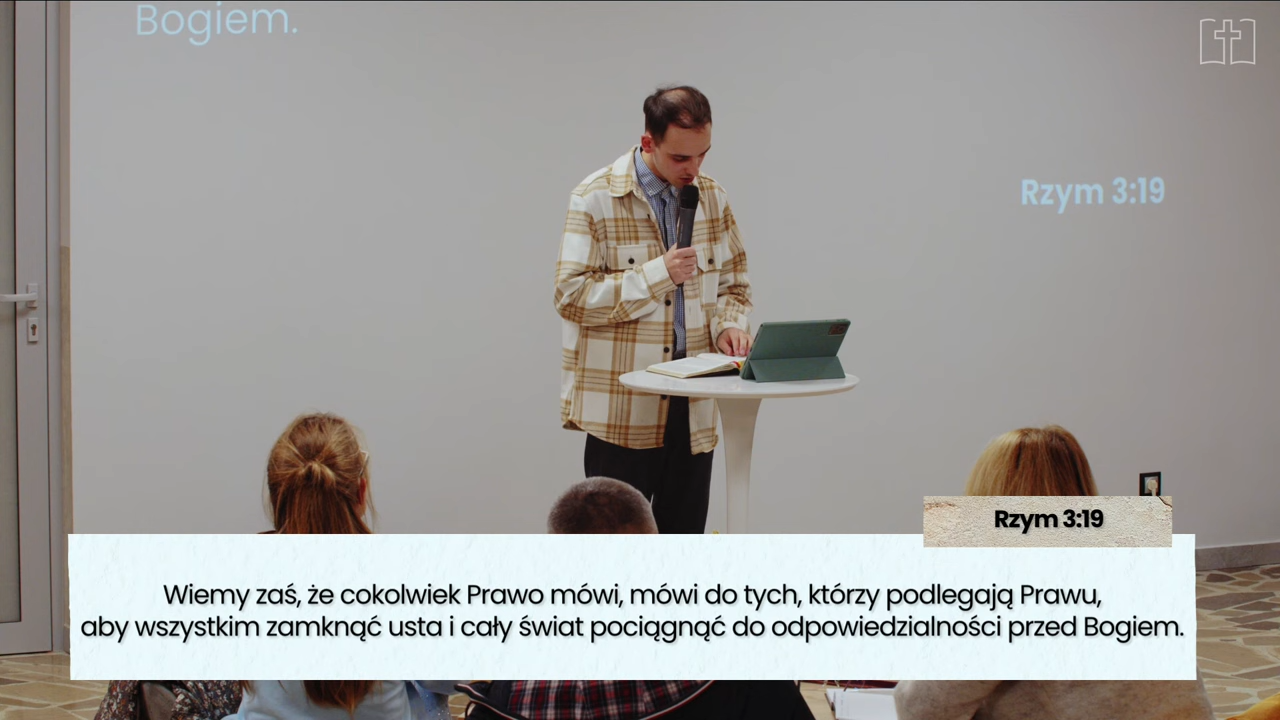 Bogiem.
Rzym 3:19
Rzym 3:19
Wiemy zaś, że cokolwiek Prawo mówi, mówi do tych, którzy podlegają Prawu,
aby wszystkim zamknąć usta i cały świat pociągnąć do odpowiedzialności przed Bogiem.